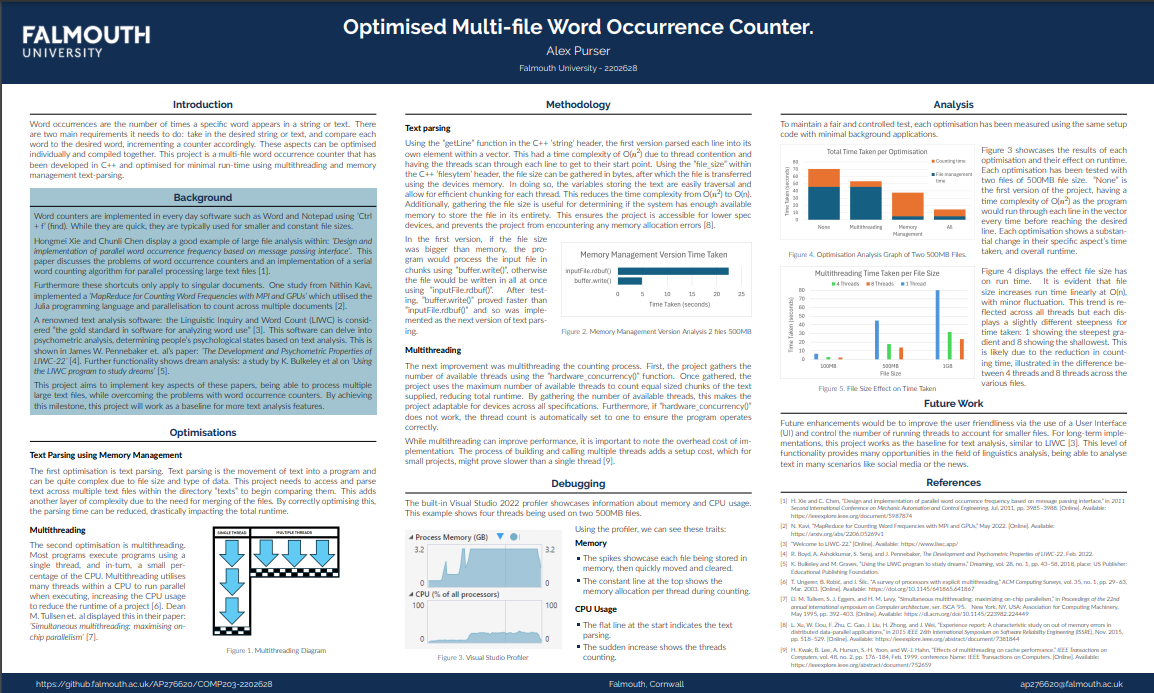 FALMOUTH
UNIVERSITY
Optimised Multi-file Word Occurrence Counter.
Alex Purser
Falmouth University - 2202628
Introduction
Word occurrences are the number of times a specific word appears in a string or text. There
are two main requirements it needs to do: take in the desired string or text, and compare each
word to the desired word, incrementing a counter accordingly. These aspects can be optimised
individually and compiled together. This project is a multi-file word occurrence counter that has
been developed in C++ and optimised for minimal run-time using multithreading and memory
management text-parsing.
Background
Word counters are implemented in every day software such as Word and Notepad using 'Ctrl
+ f' (find). While they are quick, they are typically used for smaller and constant file sizes.
Hongmei Xie and Chunli Chen display a good example of large file analysis within: 'Design and
implementation of parallel word occurrence frequency based on message passing interface'. This
paper discusses the problems of word occurrence counters and an implementation of a serial
word counting algorithm for parallel processing large text files [1].
Furthermore these shortcuts only apply to singular documents. One study from Nithin Kavi,
implemented a 'MapReduce for Counting Word Frequencies with MPI and GPUs' which utilised the
Julia programming language and parallelisation to count across multiple documents [2].
A renowned text analysis software: the Linguistic Inquiry and Word Count (LIWC) is consid-
ered "the gold standard in software for analyzing word use" [3]. This software can delve into
psychometric analysis, determining people's psychological states based on text analysis. This is
shown in James W. Pennebaker et. al's paper: 'The Development and Psychometric Properties of
LIWC-22' [4]. Further functionality shows dream analysis: a study by K. Bulkeley et al on 'Using
the LIWC program to study dreams' [5].
This project aims to implement key aspects of these papers, being able to process multiple
large text files, while overcoming the problems with word occurrence counters. By achieving
this milestone, this project will work as a baseline for more text analysis features.
Optimisations
Text Parsing using Memory Management
The first optimisation is text parsing. Text parsing is the movement of text into a program and
can be quite complex due to file size and type of data. This project needs to access and parse
text across multiple text files within the directory "texts" to begin comparing them. This adds
another layer of complexity due to the need for merging of the files. By correctly optimising this,
the parsing time can be reduced, drastically impacting the total runtime.
Multithreading
The second optimisation is multithreading.
Most programs execute programs using a
single thread, and in-turn, a small per-
centage of the CPU. Multithreading utilises
many threads within a CPU to run parallel
when executing, increasing the CPU usage
to reduce the runtime of a project [6]. Dean
M. Tullsen et. al displayed this in their paper:
'Simultaneous multithreading: maximising on-
chip parallelism' [7].
SINGLE THREAD
MULTIPLE THREADS
Figure 1. Multithreading Diagram
Methodology
Text parsing
Using the "getLine" function in the C++ 'string' header, the first version parsed each line into its
own element within a vector. This had a time complexity of O(n²) due to thread contention and
having the threads scan through each line to get to their start point. Using the "file_size" within
the C++ 'filesytem' header, the file size can be gathered in bytes, after which the file is transferred
using the devices memory. In doing so, the variables storing the text are easily traversal and
allow for efficient chunking for each thread. This reduces the time complexity from O(n²) to O(n).
Additionally, gathering the file size is useful for determining if the system has enough available
memory to store the file in its entirety. This ensures the project is accessible for lower spec
devices, and prevents the project from encountering any memory allocation errors [8].
In the first version, if the file size
was bigger than memory, the pro-
gram would process the input file in
chunks using "buffer.write()", otherwise
the file would be written in all at once
using "inputFile.rdbuf()". After test-
ing, "buffer.write()" proved faster than
"inputFile.rdbuf()" and so was imple-
mented as the next version of text pars-
ing.
Memory Management Version Time Taken
inputFile.rdbuf()
buffer.write()
0 5 10 15 20 25
Time Taken (seconds)
Figure 2. Memory Management Version Analysis 2 files 500MB
Multithreading
The next improvement was multithreading the counting process. First, the project gathers the
number of available threads using the "hardware_concurrency()" function. Once gathered, the
project uses the maximum number of available threads to count equal sized chunks of the text
supplied, reducing total runtime. By gathering the number of available threads, this makes the
project adaptable for devices across all specifications. Furthermore, if "hardware_concurrency()"
does not work, the thread count is automatically set to one to ensure the program operates
correctly.
While multithreading can improve performance, it is important to note the overhead cost of im-
plementation. The process of building and calling multiple threads adds a setup cost, which for
small projects, might prove slower than a single thread [9].
Debugging
The built-in Visual Studio 2022 profiler showcases information about memory and CPU usage.
This example shows four threads being used on two 500MB files.
Process Memory (GB)
3.2 3.2
0 0
CPU (% of all processors)
100 100
0 0
Figure 3. Visual Studio Profiler
Using the profiler, we can see these traits:
Memory
The spikes showcase each file being stored in
memory, then quickly moved and cleared.
The constant line at the top shows the
memory allocation per thread during counting.
CPU Usage
The flat line at the start indicates the text
parsing.
The sudden increase shows the threads
counting.
Analysis
To maintain a fair and controlled test, each optimisation has been measured using the same setup
code with minimal background applications.
Total Time Taken per Optimisation
Time Taken (seconds)
80
70
60
50
40
30
20
10
0
None Multithreading Memory Management All
Counting time
File management
time
Figure 4. Optimisation Analysis Graph of Two 500MB Files.
Figure 3 showcases the results of each
optimisation and their effect on runtime.
Each optimisation has been tested with
two files of 500MB file size. "None" is
the first version of the project, having a
time complexity of O(n²) as the program
would run through each line in the vector
every time before reaching the desired
line. Each optimisation shows a substan-
tial change in their specific aspect's time
taken, and overall runtime.
Multithreading Time Taken per File Size
4 Threads 8 Threads 1 Thread
Time Taken (Seconds)
80
70
60
50
40
30
20
10
0
100MB 500MB 1GB
File Size
Figure 5. File Size Effect on Time Taken
Figure 4 displays the effect file size has
on run time. It is evident that file
size increases run time linearly at O(n),
with minor fluctuation. This trend is re-
flected across all threads but each dis-
plays a slightly different steepness for
time taken: 1 showing the steepest gra-
dient and 8 showing the shallowest. This
is likely due to the reduction in count-
ing time, illustrated in the difference be-
tween 4 threads and 8 threads across the
various files.
Future Work
Future enhancements would be to improve the user friendliness via the use of a User Interface
(UI) and control the number of running threads to account for smaller files. For long-term imple-
mentations, this project works as the baseline for text analysis, similar to LIWC [3]. This level of
functionality provides many opportunities in the field of linguistics analysis, being able to analyse
text in many scenarios like social media or the news.
References
[1] H. Xie and C. Chen, "Design and implementation of parallel word occurrence frequency based on message passing interface," in 2011
Second International Conference on Mechanic Automation and Control Engineering, Jul. 2011, pp. 3985–3988. [Online]. Available:
https://ieeexplore.ieee.org/document/5987874
[2] N. Kavi, "MapReduce for Counting Word Frequencies with MPI and GPUs," May 2022. [Online]. Available:
https://arxiv.org/abs/2206.05269v1
[3] "Welcome to LIWC-22." [Online]. Available: https://www.liwc.app/
[4] R. Boyd, A. Ashokkumar, S. Seraj, and J. Pennebaker, The Development and Psychometric Properties of LIWC-22, Feb. 2022.
[5] K. Bulkeley and M. Graves, "Using the LIWC program to study dreams," Dreaming, vol. 28, no. 1, pp. 43–58, 2018, place: US Publisher:
Educational Publishing Foundation.
[6] T. Ungerer, B. Robič, and J. Šilc, "A survey of processors with explicit multithreading," ACM Computing Surveys, vol. 35, no. 1, pp. 29–63,
Mar. 2003. [Online]. Available: https://doi.org/10.1145/641865.641867
[7] D. M. Tullsen, S. J. Eggers, and H. M. Levy, "Simultaneous multithreading: maximizing on-chip parallelism," in Proceedings of the 22nd
annual international symposium on Computer architecture, ser. ISCA '95. New York, NY, USA: Association for Computing Machinery,
May 1995, pp. 392–403. [Online]. Available: https://dl.acm.org/doi/10.1145/223982.224449
[8] L. Xu, W. Dou, F. Zhu, C. Gao, J. Liu, H. Zhong, and J. Wei, "Experience report: A characteristic study on out of memory errors in
distributed data-parallel applications," in 2015 IEEE 26th International Symposium on Software Reliability Engineering (ISSRE), Nov. 2015,
pp. 518–529. [Online]. Available: https://ieeexplore.ieee.org/abstract/document/7381844
[9] H. Kwak, B. Lee, A. Hurson, S.-H. Yoon, and W.-J. Hahn, "Effects of multithreading on cache performance," IEEE Transactions on
Computers, vol. 48, no. 2, pp. 176–184, Feb. 1999, conference Name: IEEE Transactions on Computers. [Online]. Available:
https://ieeexplore.ieee.org/abstract/document/752659
https://github.falmouth.ac.uk/AP276620/COMP203-2202628
Falmouth, Cornwall
ap276620@falmouth.ac.uk